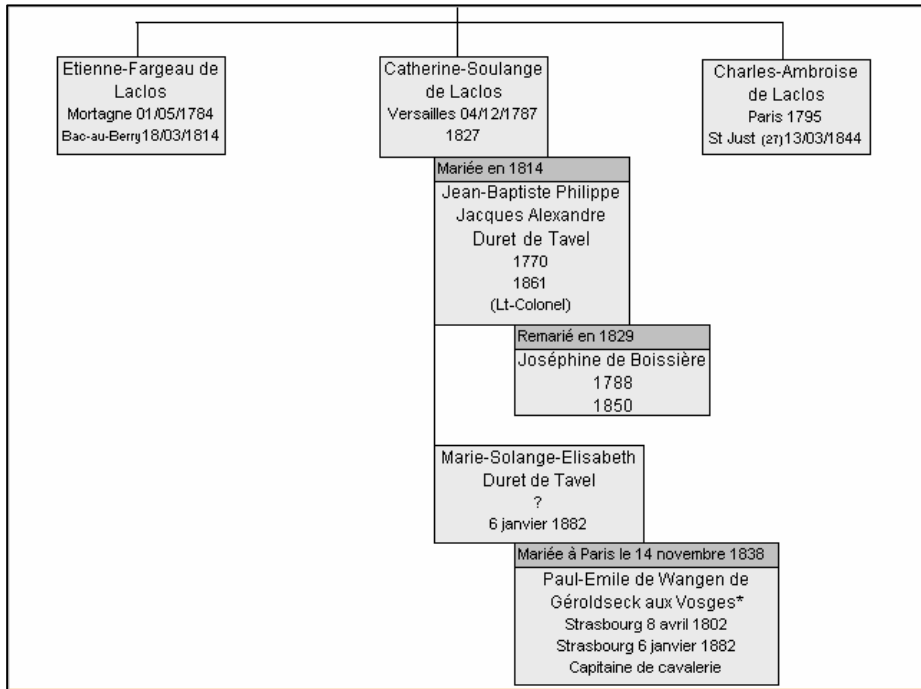 Etienne-Fargeau de
Laclos
Mortagne 01/05/1784
Bac-au-Berry 18/03/1814
Catherine-Soulange
de Laclos
Versailles 04/12/1787
1827
Charles-Ambroise
de Laclos
Paris 1795
St Just (27) 13/03/1844
Mariée en 1814
Jean-Baptiste Philippe
Jacques Alexandre
Duret de Tavel
1770
1861
(Lt-Colonel)
Remarié en 1829
Joséphine de Boissière
1788
1850
Marie-Solange-Elisabeth
Duret de Tavel
?
6 janvier 1882
Mariée à Paris le 14 novembre 1838
Paul-Emile de Wangen de
Géroldseck aux Vosges*
Strasbourg 8 avril 1802
Strasbourg 6 janvier 1882
Capitaine de cavalerie